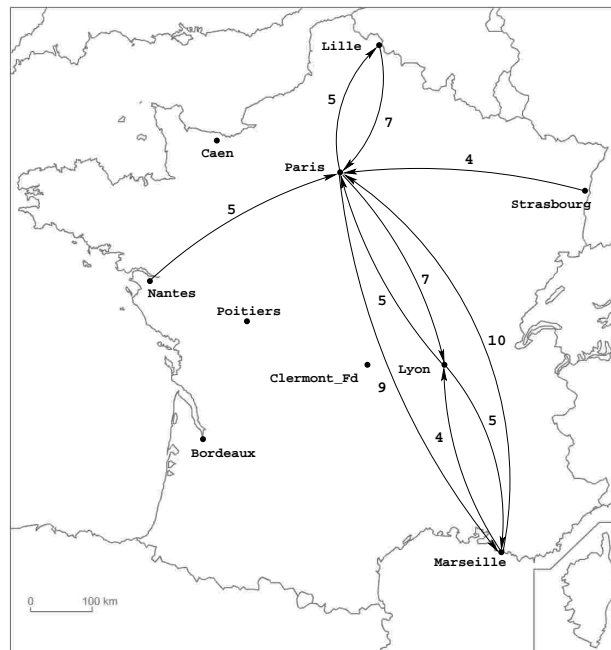 Lille
5
7
Caen
Paris
4
Strasbourg
5
Nantes
7
Poitiers
5
10
Clermont_Fd
Lyon
9
5
4
Bordeaux
Marseille
0 100 km